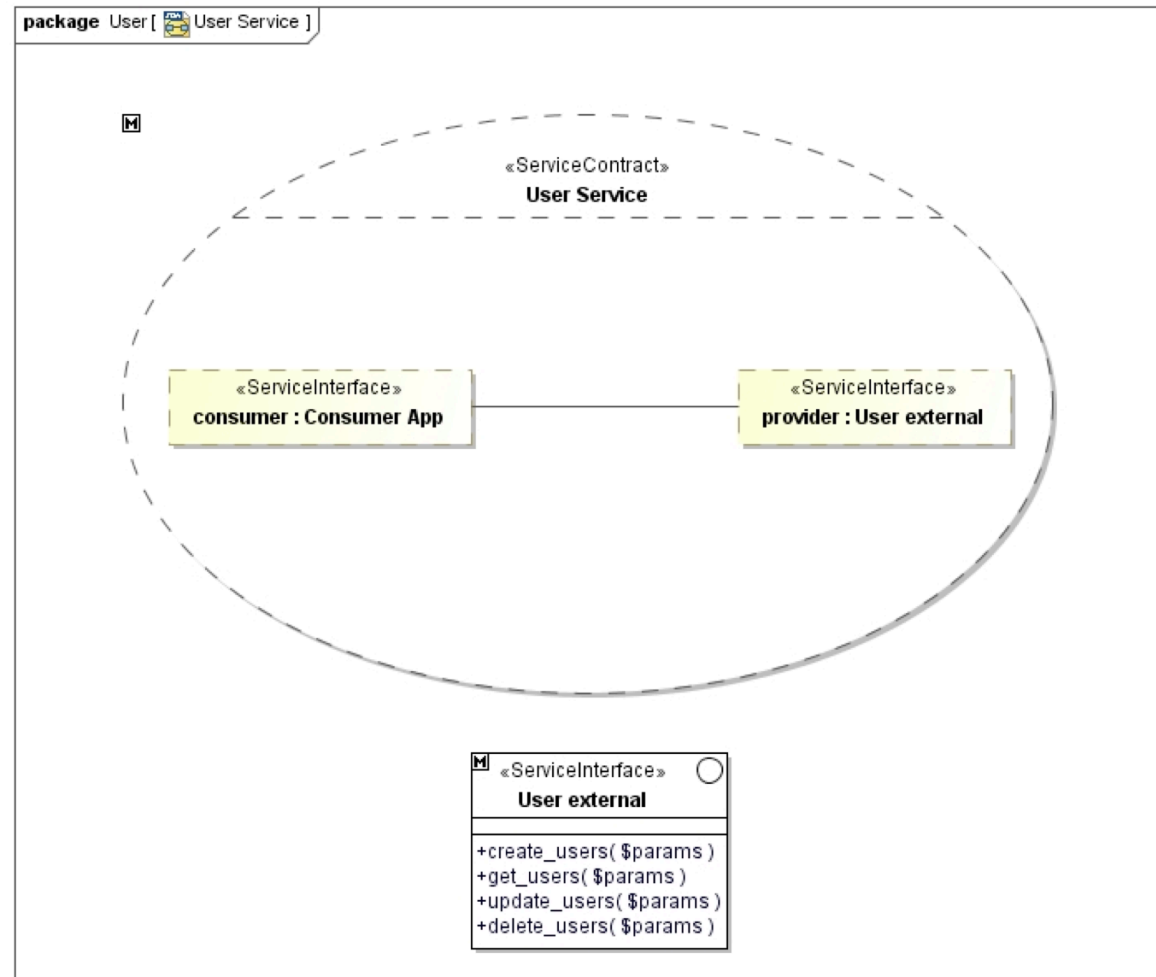 package User [ User Service ]
M
«ServiceContract»
User Service
«ServiceInterface»
consumer : Consumer App
«ServiceInterface»
provider : User external
M «ServiceInterface»
User external
+create_users( $params )
+get_users( $params )
+update_users( $params )
+delete_users( $params )